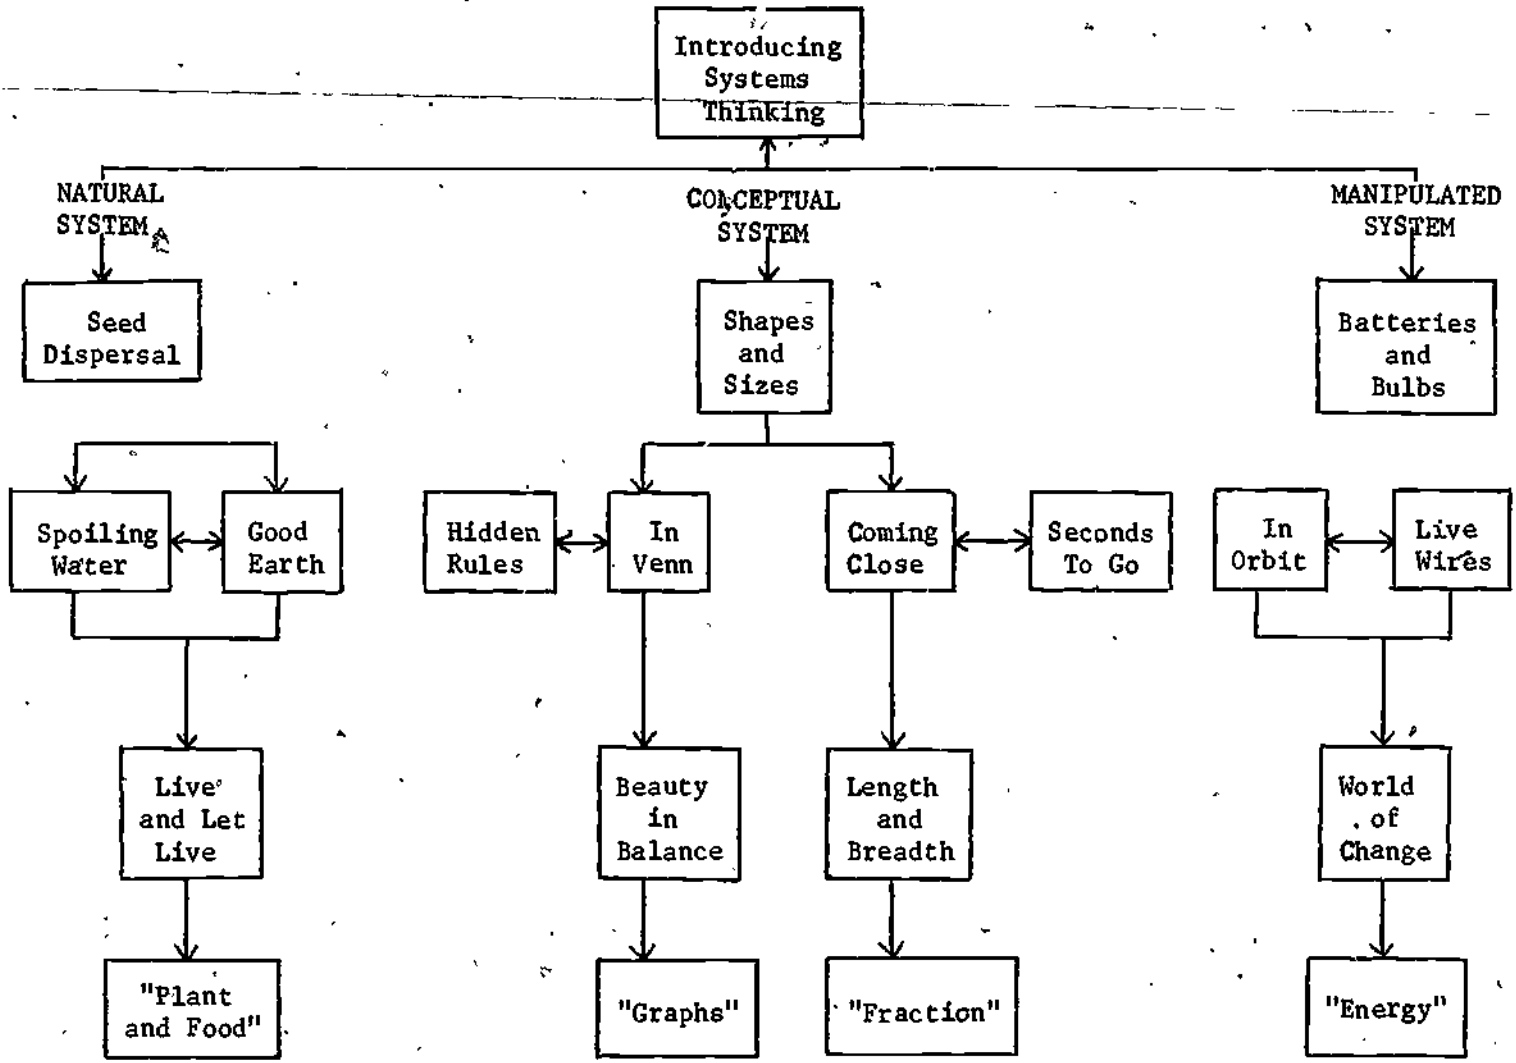 Introducing
Systems
Thinking
NATURAL
SYSTEM
CONCEPTUAL
SYSTEM
MANIPULATED
SYSTEM
Seed
Dispersal
Shapes
and
Sizes
Batteries
and
Bulbs
Spoiling
Water
Good
Earth
Hidden
Rules
In
Venn
Coming
Close
Seconds
To Go
In
Orbit
Live
Wires
Live
and Let
Live
Beauty
in
Balance
Length
and
Breadth
World
of
Change
"Plant
and Food"
"Graphs"
"Fraction"
"Energy"